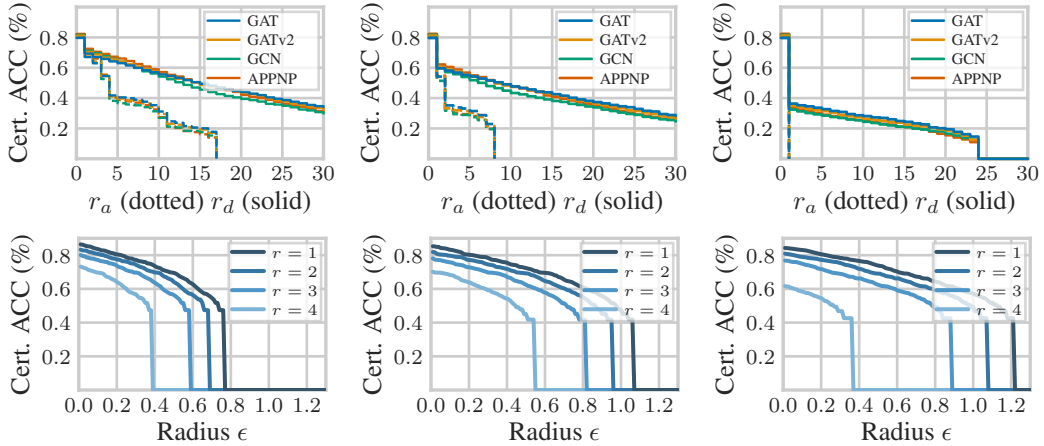 Cert. ACC (%)
0.8
0.6
0.4
0.2
0 5 10 15 20 25 30
r_a (dotted) r_d (solid)
GAT
GATv2
GCN
APPNP
Cert. ACC (%)
0.8
0.6
0.4
0.2
0 5 10 15 20 25 30
r_a (dotted) r_d (solid)
GAT
GATv2
GCN
APPNP
Cert. ACC (%)
0.8
0.6
0.4
0.2
0 5 10 15 20 25 30
r_a (dotted) r_d (solid)
GAT
GATv2
GCN
APPNP
Cert. ACC (%)
0.8
0.6
0.4
0.2
0.0 0.2 0.4 0.6 0.8 1.0 1.2
Radius ϵ
r = 1
r = 2
r = 3
r = 4
Cert. ACC (%)
0.8
0.6
0.4
0.2
0.0 0.2 0.4 0.6 0.8 1.0 1.2
Radius ϵ
r = 1
r = 2
r = 3
r = 4
Cert. ACC (%)
0.8
0.6
0.4
0.2
0.0 0.2 0.4 0.6 0.8 1.0 1.2
Radius ϵ
r = 1
r = 2
r = 3
r = 4